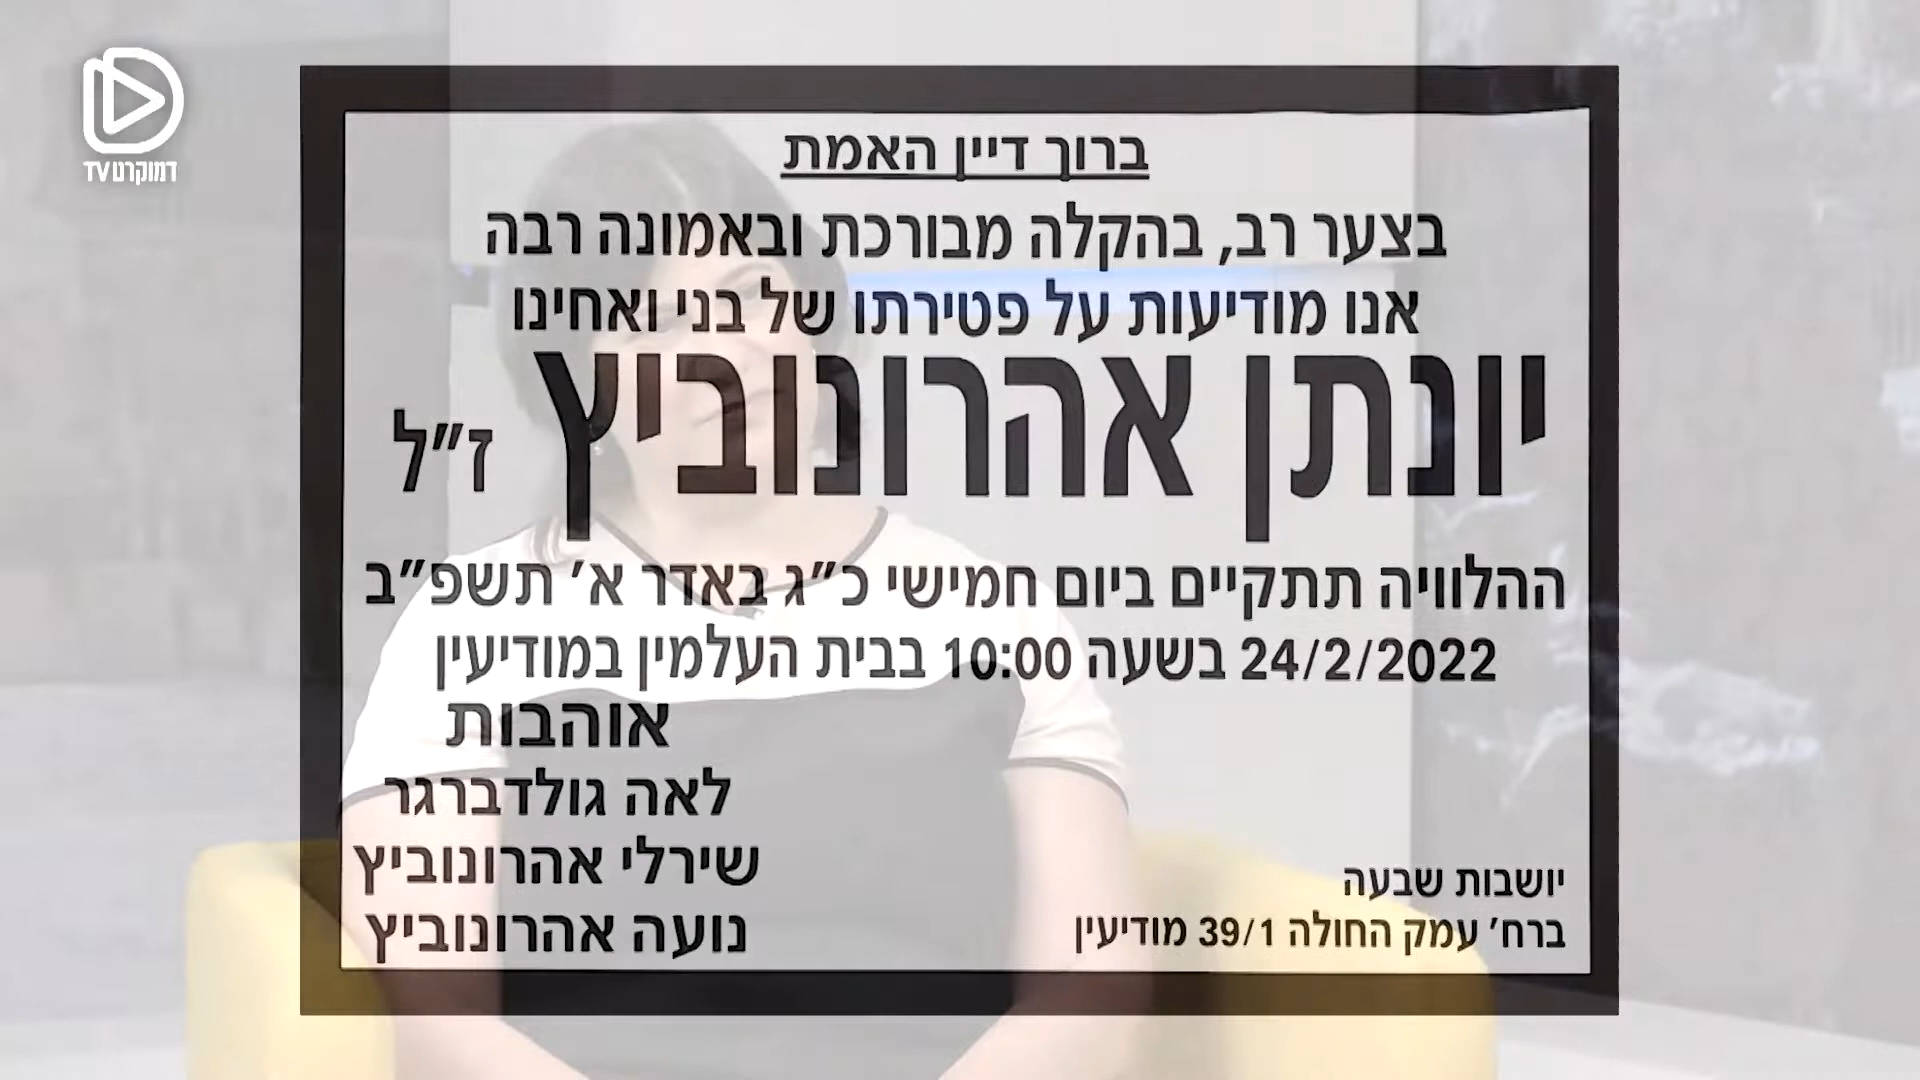 דמוקרט TV
ברוך דיין האמת
בצער רב, בהקלה מבורכת ובאמונה רבה
אנו מודיעות על פטירתו של בני ואחינו
יונתן אהרונוביץ ז״ל
ההלוויה תתקיים ביום חמישי כ״ג באדר א׳ תשפ״ב
24/2/2022 בשעה 10:00 בבית העלמין במודיעין
אוהבות
לאה גולדברגר
שירלי אהרונוביץ
נועה אהרונוביץ
יושבות שבעה
ברח׳ עמק החולה 39/1 מודיעין